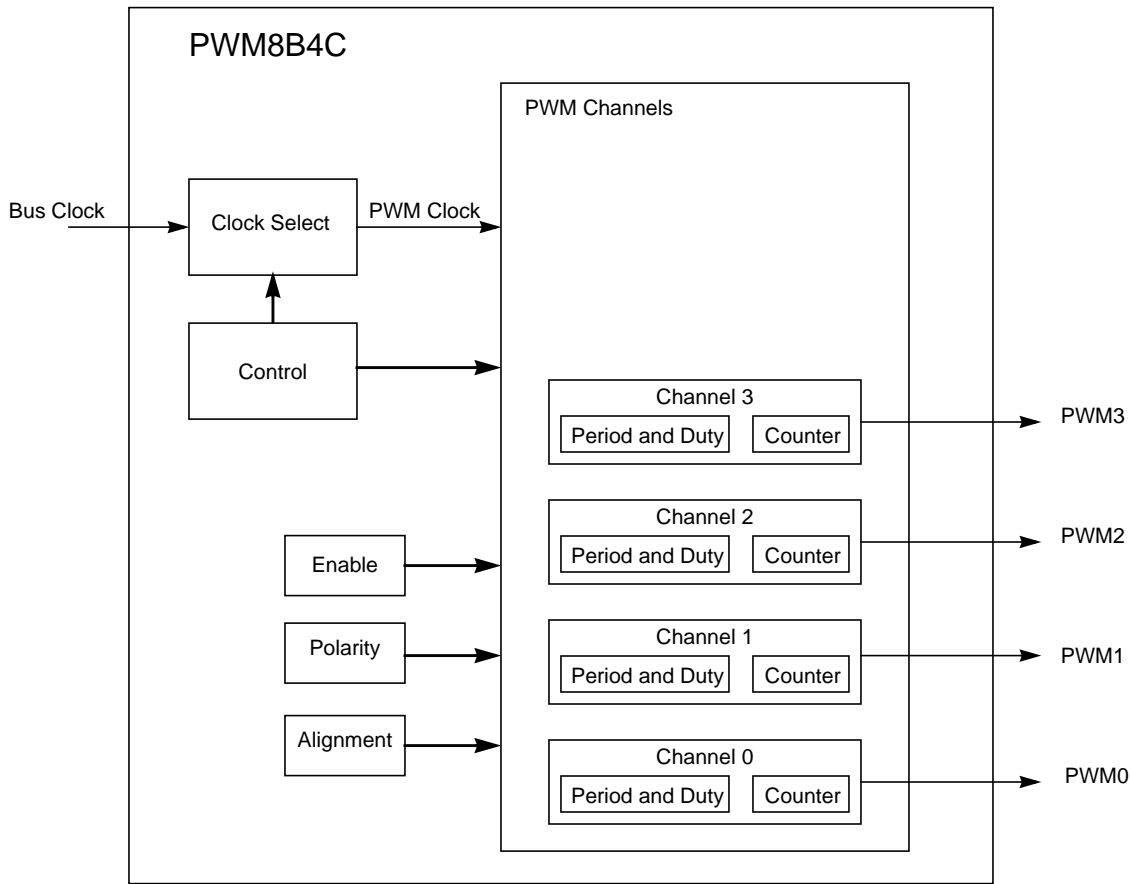 PWM8B4C
PWM Channels
Bus Clock
Clock Select
PWM Clock
Control
Channel 3
Period and Duty
Counter
PWM3
Channel 2
Period and Duty
Counter
PWM2
Enable
Channel 1
Period and Duty
Counter
PWM1
Polarity
Alignment
Channel 0
Period and Duty
Counter
PWM0